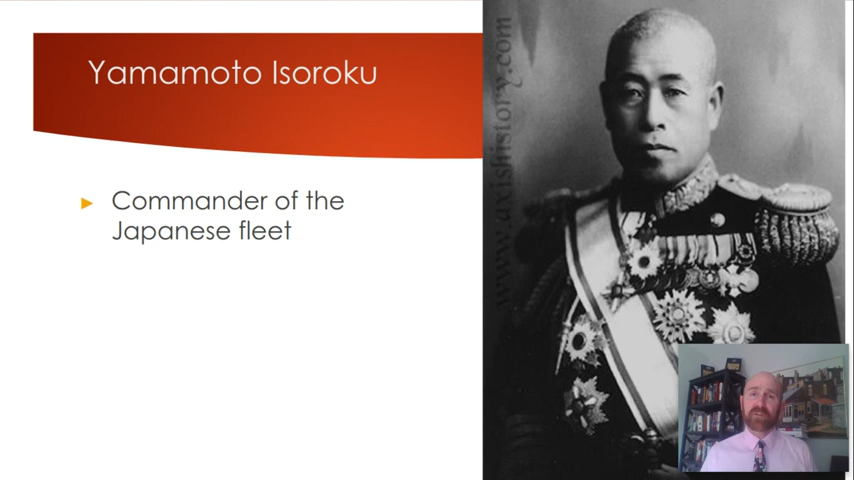 Yamamoto Isoroku
► Commander of the
Japanese fleet
www.axishistory.com